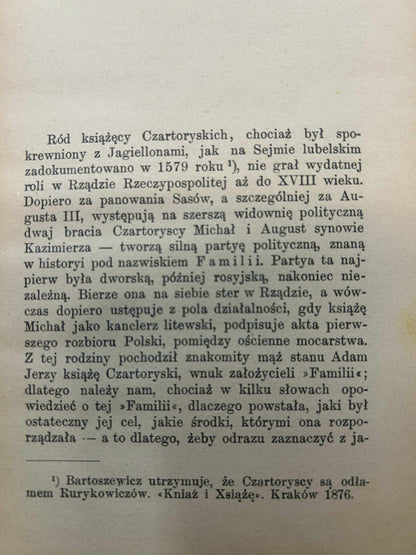 Ród książęcy Czartoryskich, chociaż był spo-
krewniony z Jagiellonami, jak na Sejmie lubelskim
zadokumentowano w 1579 roku ¹), nie grał wydatnej
roli w Rządzie Rzeczypospolitej aż do XVIII wieku.
Dopiero za panowania Sasów, a szczególniej za Au-
gusta III, występują na szerszą widownię polityczną
dwaj bracia Czartoryscy Michał i August synowie
Kazimierza — tworzą silną partyę polityczną, znaną
w historyi pod nazwiskiem Familii. Partya ta naj-
pierw była dworską, później rosyjską, nakoniec nie-
zależną. Bierze ona na siebie ster w Rządzie, a wów-
czas dopiero ustępuje z pola działalności, gdy książę
Michał jako kanclerz litewski, podpisuje akta pierw-
szego rozbioru Polski, pomiędzy ościenne mocarstwa.
Z tej rodziny pochodził znakomity mąż stanu Adam
Jerzy książę Czartoryski, wnuk założycieli »Familii«;
dlatego należy nam, chociaż w kilku słowach opo-
wiedzieć o tej »Familii«, dlaczego powstała, jaki był
ostateczny jej cel, jakie środki, którymi ona rozpo-
rządzała — a to dlatego, żeby odrazu zaznaczyć z ja-
¹) Bartoszewicz utrzymuje, że Czartoryscy są odła-
mem Rurykowiczów. «Kniaź i Xsiążę». Kraków 1876.